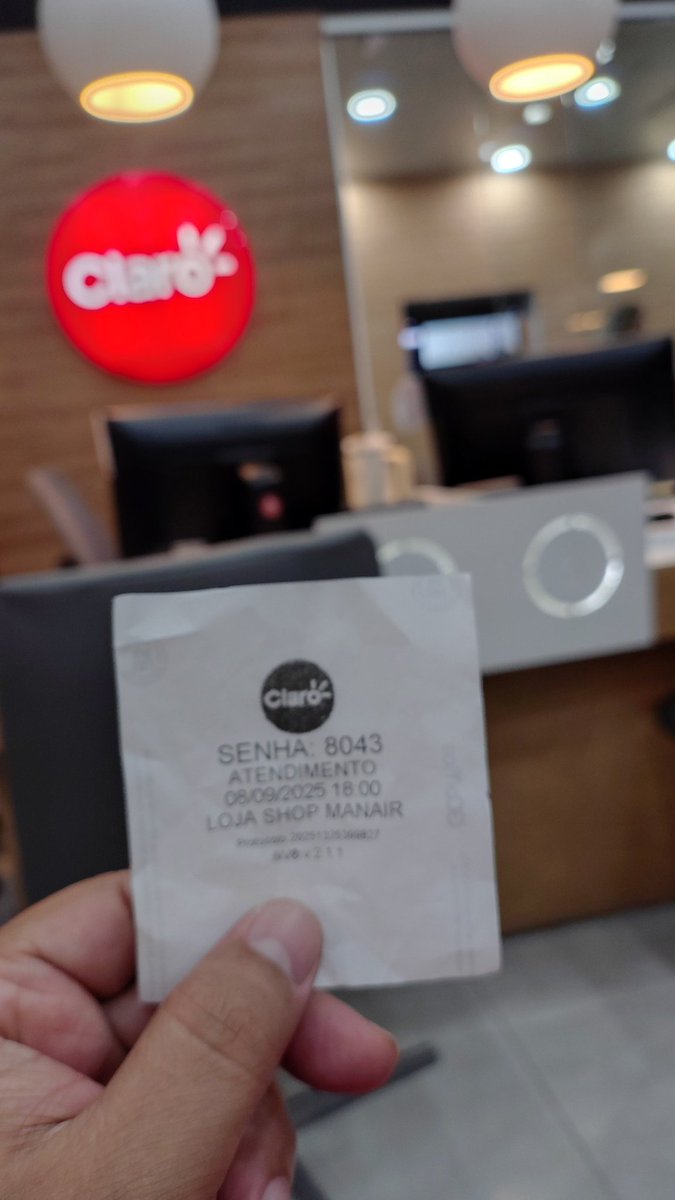 Claro
Claro
SENHA: 8043
ATENDIMENTO
08/09/2025 18:00
LOJA SHOP MANAIR